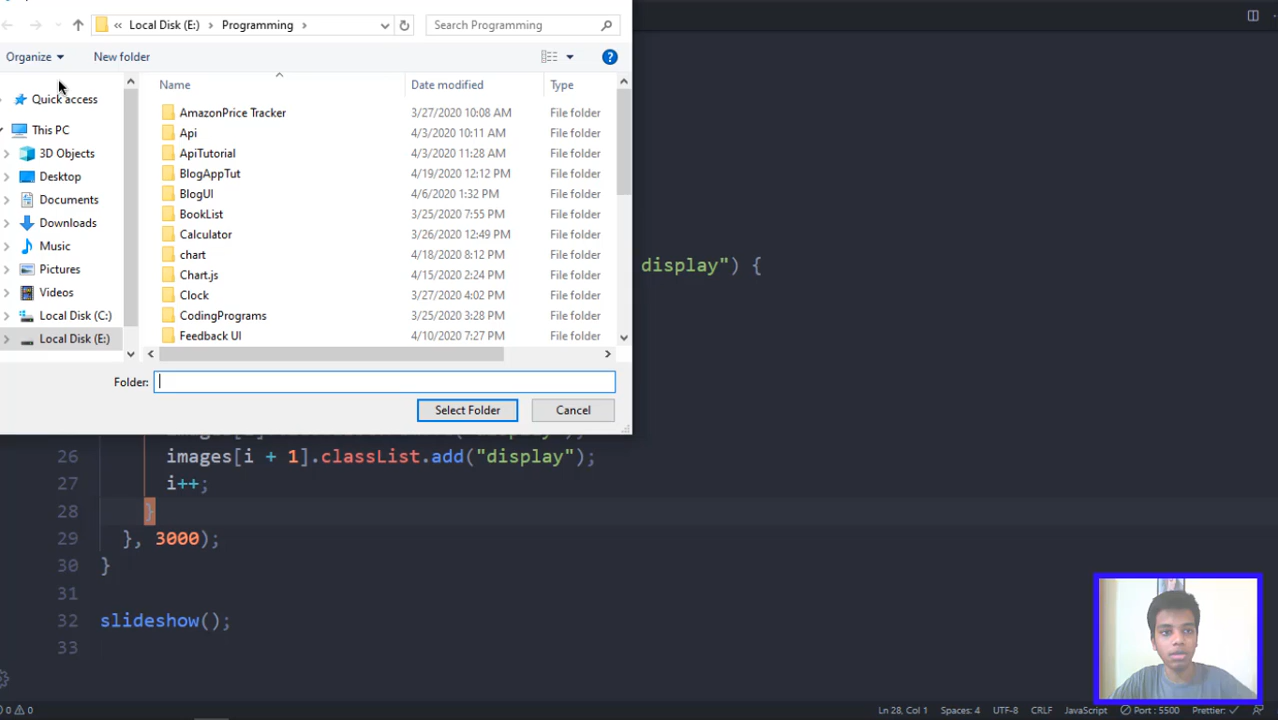 « Local Disk (E:) › Programming ›
Search Programming
Organize
New folder
Name Date modified Type
Quick access
This PC
3D Objects
Desktop
Documents
Downloads
Music
Pictures
Videos
Local Disk (C:)
Local Disk (E:)
AmazonPrice Tracker 3/27/2020 10:08 AM File folder
Api 4/3/2020 10:11 AM File folder
ApiTutorial 4/3/2020 11:28 AM File folder
BlogAppTut 4/19/2020 12:12 PM File folder
BlogUI 4/6/2020 1:32 PM File folder
BookList 3/25/2020 7:55 PM File folder
Calculator 3/26/2020 12:49 PM File folder
chart 4/18/2020 8:12 PM File folder
Chart.js 4/15/2020 2:24 PM File folder
Clock 3/27/2020 4:02 PM File folder
CodingPrograms 3/25/2020 3:28 PM File folder
Feedback UI 4/10/2020 7:27 PM File folder
Folder:
Select Folder
Cancel
display") {
26 images[i + 1].classList.add("display");
27 i++;
28 }
29 }, 3000);
30 }
31
32 slideshow();
33
0 0
Ln 28, Col 1 Spaces: 4 UTF-8 CRLF JavaScript Port : 5500 Prettier: ✓